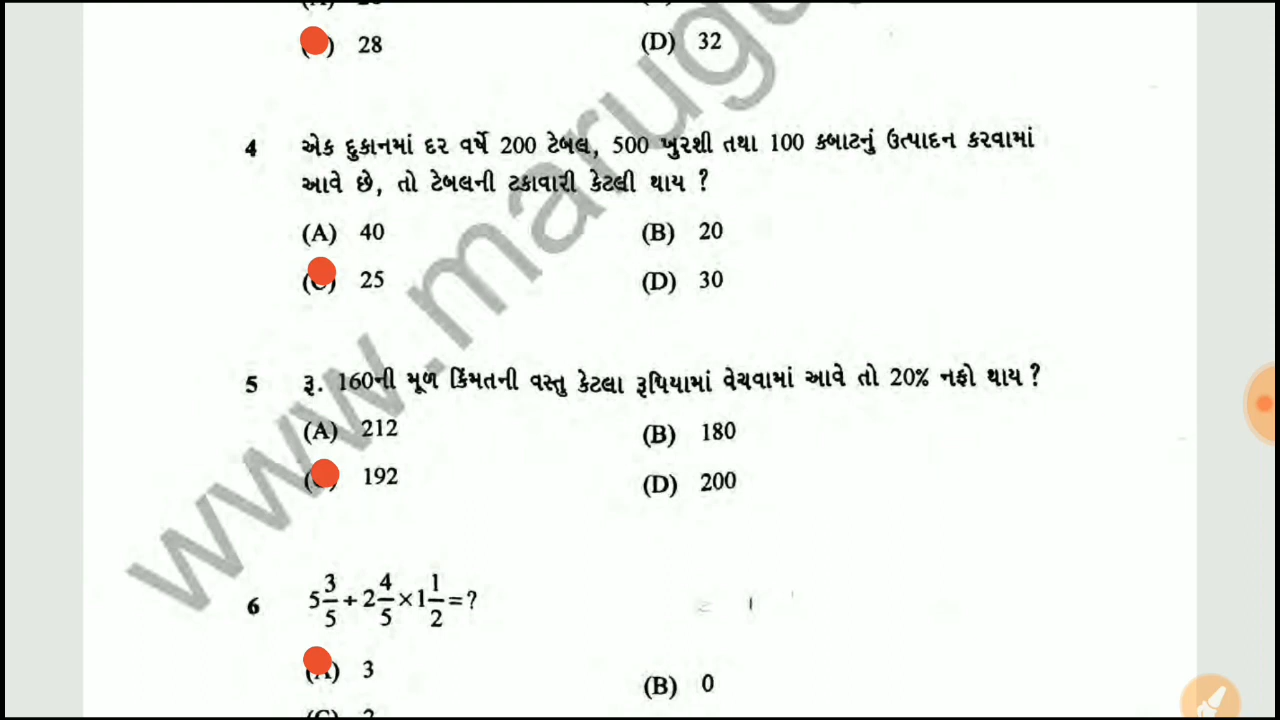 28
(D) 32
4 એક દુકાનમાં દર વર્ષે 200 ટેબલ, 500 ખુરશી તથા 100 કબાટનું ઉત્પાદન કરવામાં
આવે છે, તો ટેબલની ટકાવારી કેટલી થાય ?
(A) 40
(B) 20
(C) 25
(D) 30
5 રૂ. 160ની મૂળ કિંમતની વસ્તુ કેટલા રૂપિયામાં વેચવામાં આવે તો 20% નફો થાય ?
(A) 212
(B) 180
(C) 192
(D) 200
6 5 3/5 ÷ 2 4/5 × 1 1/2 = ?
(A) 3
(B) 0
www.marugu